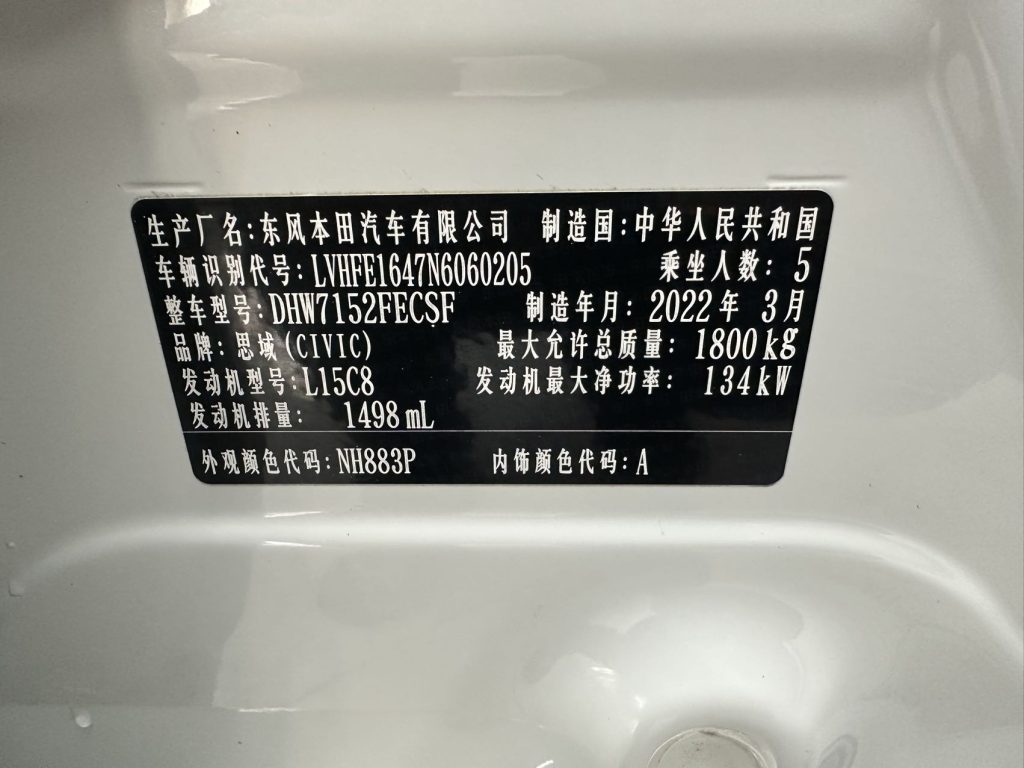 生产厂名:东风本田汽车有限公司 制造国:中华人民共和国
车辆识别代号:LVHFE1647N6060205 乘坐人数:5
整车型号:DHW7152FECSF 制造年月:2022年 3月
品牌:思域(CIVIC) 最大允许总质量:1800kg
发动机型号:L15C8 发动机最大净功率:134kW
发动机排量: 1498mL
外观颜色代码:NH883P 内饰颜色代码:A